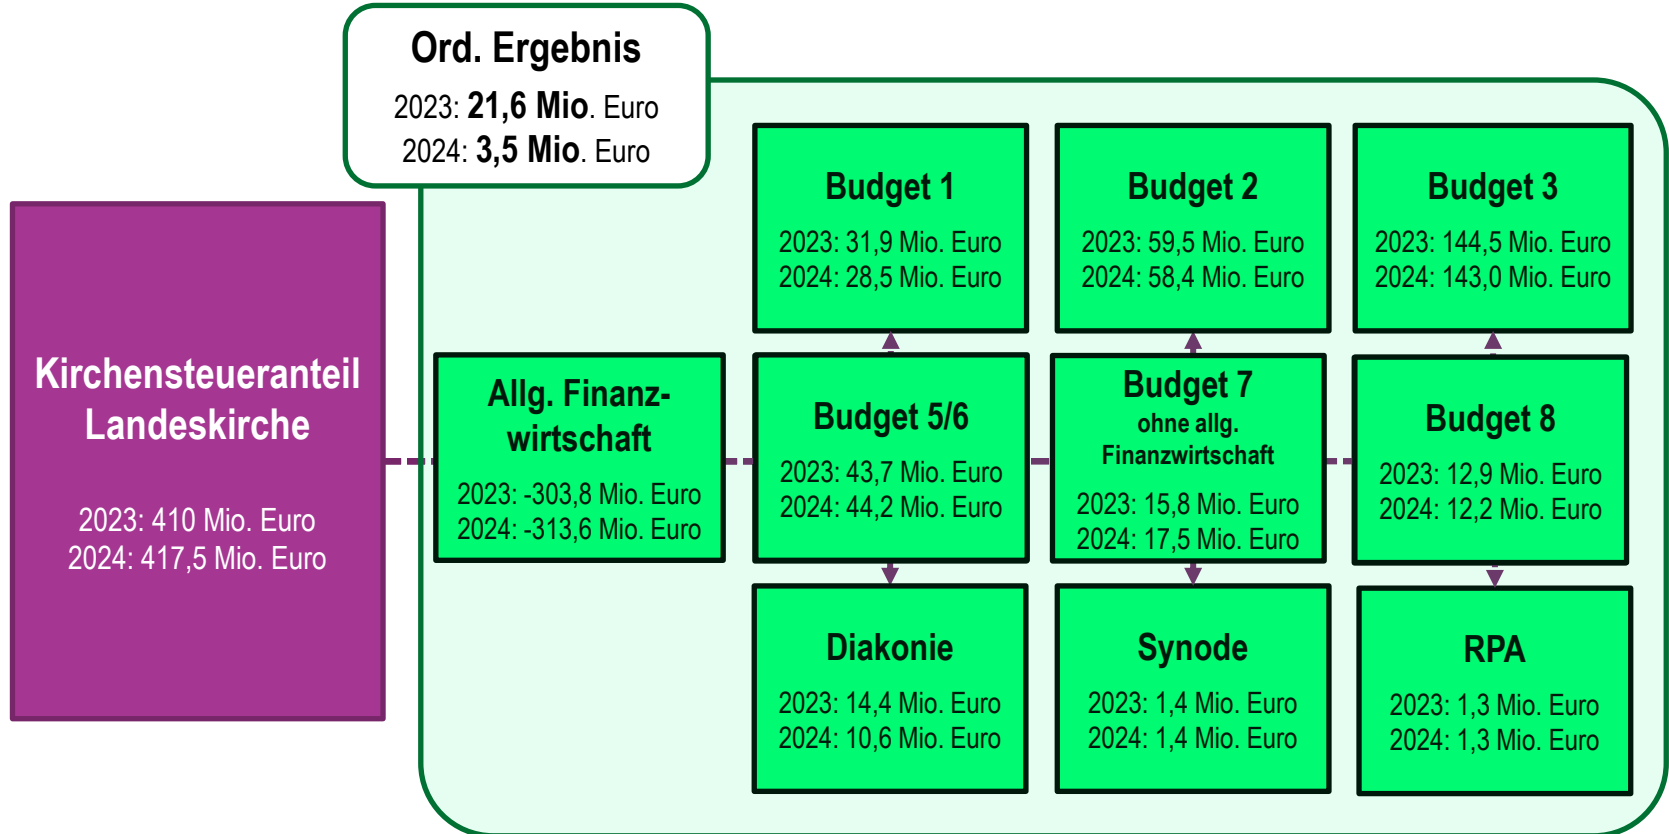 Ord. Ergebnis
2023: 21,6 Mio. Euro
2024: 3,5 Mio. Euro
Kirchensteueranteil
Landeskirche
2023: 410 Mio. Euro
2024: 417,5 Mio. Euro
Budget 1
2023: 31,9 Mio. Euro
2024: 28,5 Mio. Euro
Budget 2
2023: 59,5 Mio. Euro
2024: 58,4 Mio. Euro
Budget 3
2023: 144,5 Mio. Euro
2024: 143,0 Mio. Euro
Allg. Finanz-
wirtschaft
2023: -303,8 Mio. Euro
2024: -313,6 Mio. Euro
Budget 5/6
2023: 43,7 Mio. Euro
2024: 44,2 Mio. Euro
Budget 7
ohne allg.
Finanzwirtschaft
2023: 15,8 Mio. Euro
2024: 17,5 Mio. Euro
Budget 8
2023: 12,9 Mio. Euro
2024: 12,2 Mio. Euro
Diakonie
2023: 14,4 Mio. Euro
2024: 10,6 Mio. Euro
Synode
2023: 1,4 Mio. Euro
2024: 1,4 Mio. Euro
RPA
2023: 1,3 Mio. Euro
2024: 1,3 Mio. Euro